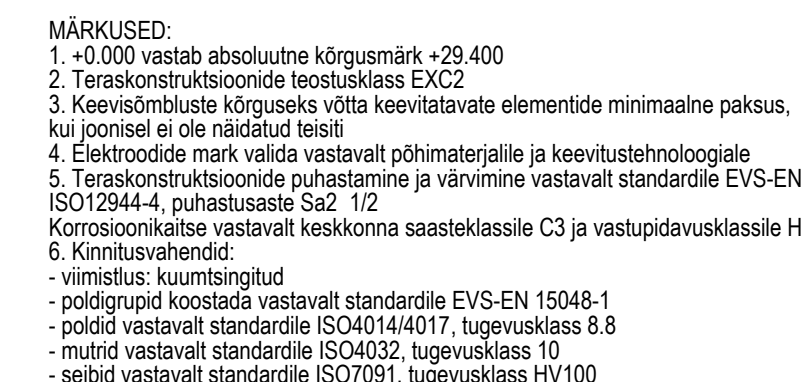 MÄRKUSED:
1. +0.000 vastab absoluutne kõrgusmärk +29.400
2. Teraskonstruktsioonide teostusklass EXC2
3. Keevisõmbluste kõrguseks võtta keevitatavate elementide minimaalne paksus,
kui joonisel ei ole näidatud teisiti
4. Elektroodide mark valida vastavalt põhimaterjalile ja keevitustehnoloogiale
5. Teraskonstruktsioonide puhastamine ja värvimine vastavalt standardile EVS-EN
ISO12944-4, puhastusaste Sa2 1/2
Korrosioonikaitse vastavalt keskkonna saasteklassile C3 ja vastupidavusklassile H
6. Kinnitusvahendid:
- viimistlus: kuumtsingitud
- poldigrupid koostada vastavalt standardile EVS-EN 15048-1
- poldid vastavalt standardile ISO4014/4017, tugevusklass 8.8
- mutrid vastavalt standardile ISO4032, tugevusklass 10
- seibid vastavalt standardile ISO7091, tugevusklass HV100